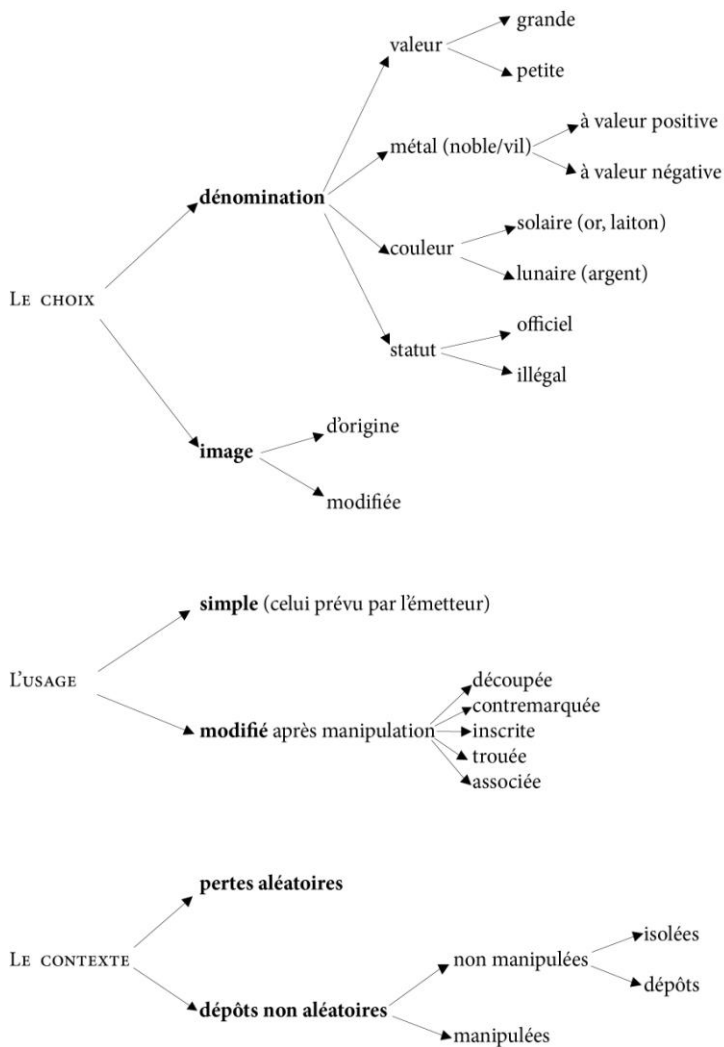 grande
valeur
petite
à valeur positive
métal (noble/vil)
à valeur négative
dénomination
solaire (or, laiton)
couleur
lunaire (argent)
LE CHOIX
officiel
statut
illégal
d'origine
image
modifiée
simple (celui prévu par l'émetteur)
L'USAGE
découpée
contremarquée
modifié après manipulation
inscrite
trouée
associée
pertes aléatoires
isolées
LE CONTEXTE
non manipulées
dépôts
dépôts non aléatoires
manipulées